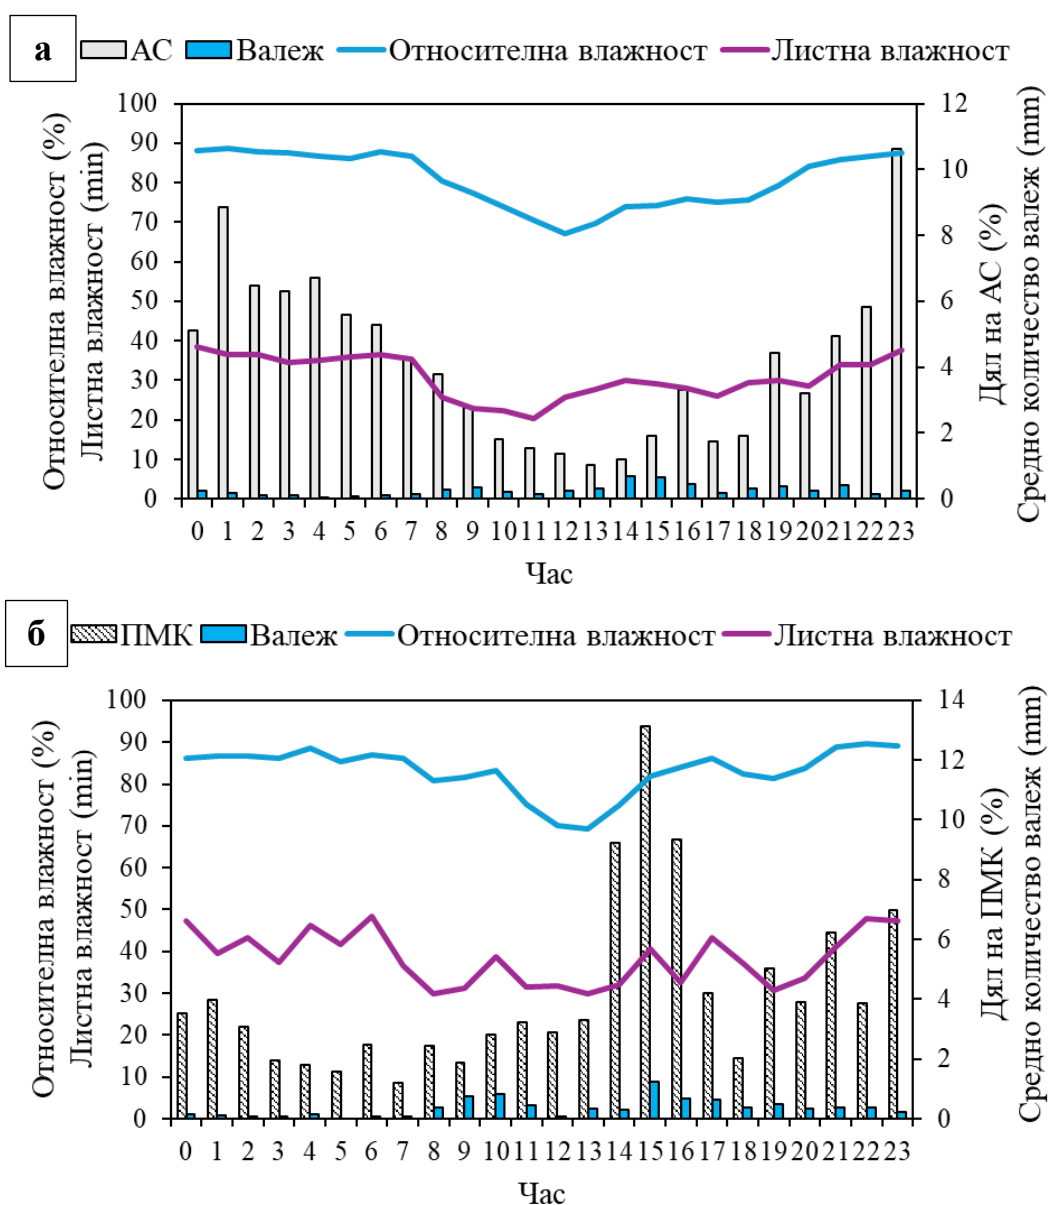 а АС Валеж Относителна влажност Листна влажност
Относителна влажност (%)
Листна влажност (min)
100
90
80
70
60
50
40
30
20
10
0
12
10
8
6
4
2
0
Дял на АС (%)
Средно количество валеж (mm)
0 1 2 3 4 5 6 7 8 9 10 11 12 13 14 15 16 17 18 19 20 21 22 23
Час
б ПМК Валеж Относителна влажност Листна влажност
Относителна влажност (%)
Листна влажност (min)
100
90
80
70
60
50
40
30
20
10
0
14
12
10
8
6
4
2
0
Дял на ПМК (%)
Средно количество валеж (mm)
0 1 2 3 4 5 6 7 8 9 10 11 12 13 14 15 16 17 18 19 20 21 22 23
Час